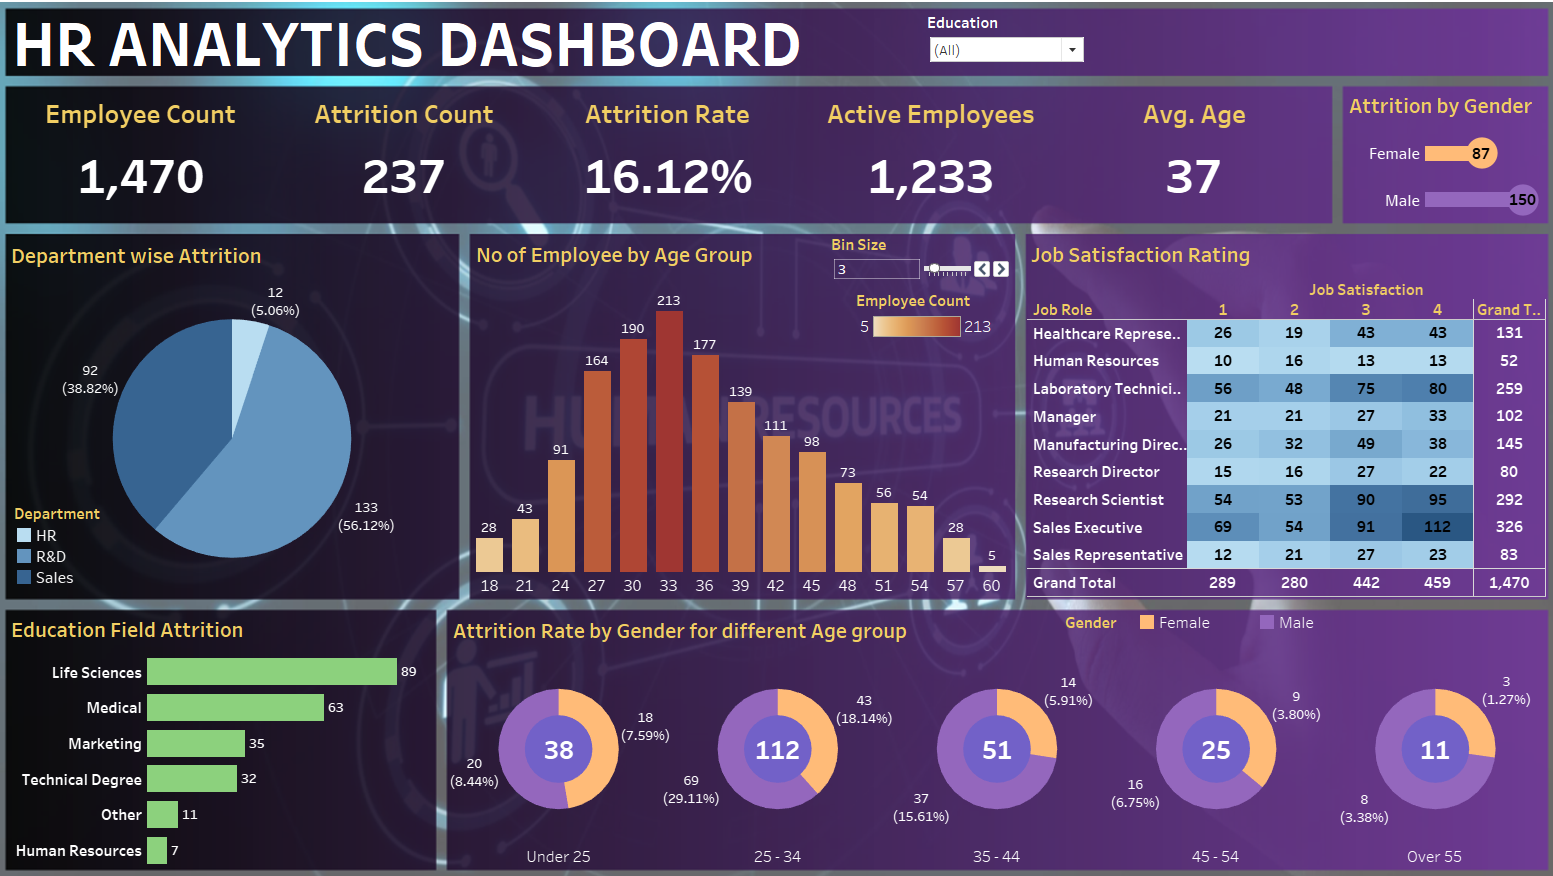 HR ANALYTICS DASHBOARD
Education
(All)
Employee Count
1,470
Attrition Count
237
Attrition Rate
16.12%
Active Employees
1,233
Avg. Age
37
Attrition by Gender
Female 87
Male 150
Department wise Attrition
12
(5.06%)
92
(38.82%)
133
(56.12%)
Department
HR
R&D
Sales
No of Employee by Age Group
Bin Size
3
Employee Count
5 213
28 43 91 164 190 213 177 139 111 98 73 56 54 28 5
18 21 24 27 30 33 36 39 42 45 48 51 54 57 60
HUMAN RESOURCES
Job Satisfaction Rating
Job Satisfaction
Job Role 1 2 3 4 Grand T..
Healthcare Represe.. 26 19 43 43 131
Human Resources 10 16 13 13 52
Laboratory Technici.. 56 48 75 80 259
Manager 21 21 27 33 102
Manufacturing Direc.. 26 32 49 38 145
Research Director 15 16 27 22 80
Research Scientist 54 53 90 95 292
Sales Executive 69 54 91 112 326
Sales Representative 12 21 27 23 83
Grand Total 289 280 442 459 1,470
Education Field Attrition
Life Sciences 89
Medical 63
Marketing 35
Technical Degree 32
Other 11
Human Resources 7
Attrition Rate by Gender for different Age group
Gender Female Male
18
(7.59%)
38
20
(8.44%)
Under 25
43
(18.14%)
112
69
(29.11%)
25 - 34
14
(5.91%)
51
37
(15.61%)
35 - 44
9
(3.80%)
25
16
(6.75%)
45 - 54
3
(1.27%)
11
8
(3.38%)
Over 55